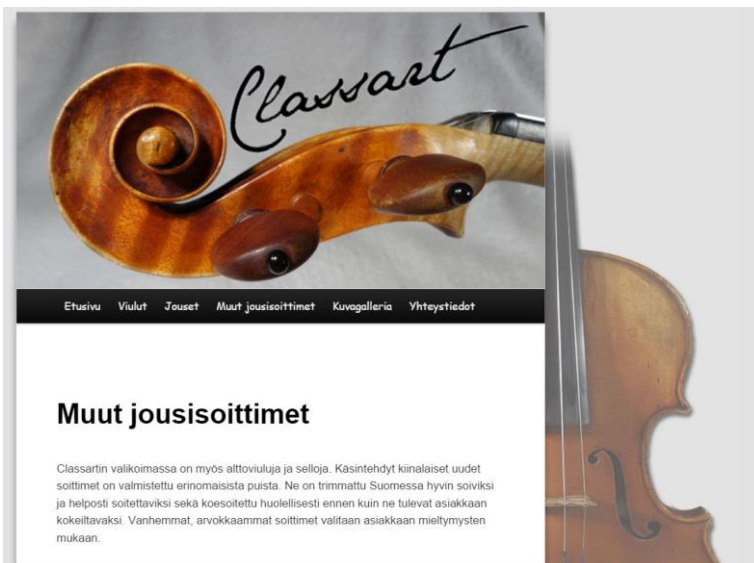 Classart
Etusivu Viulut Jouset Muut jousisoittimet Kuvagalleria Yhteystiedot
Muut jousisoittimet
Classartin valikoimassa on myös alttoviuluja ja selloja. Käsintehdyt kiinalaiset uudet
soittimet on valmistettu erinomaisista puista. Ne on trimmattu Suomessa hyvin soiviksi
ja helposti soitettaviksi sekä koesoitettu huolellisesti ennen kuin ne tulevat asiakkaan
kokeiltavaksi. Vanhemmat, arvokkaammat soittimet valitaan asiakkaan mieltymysten
mukaan.